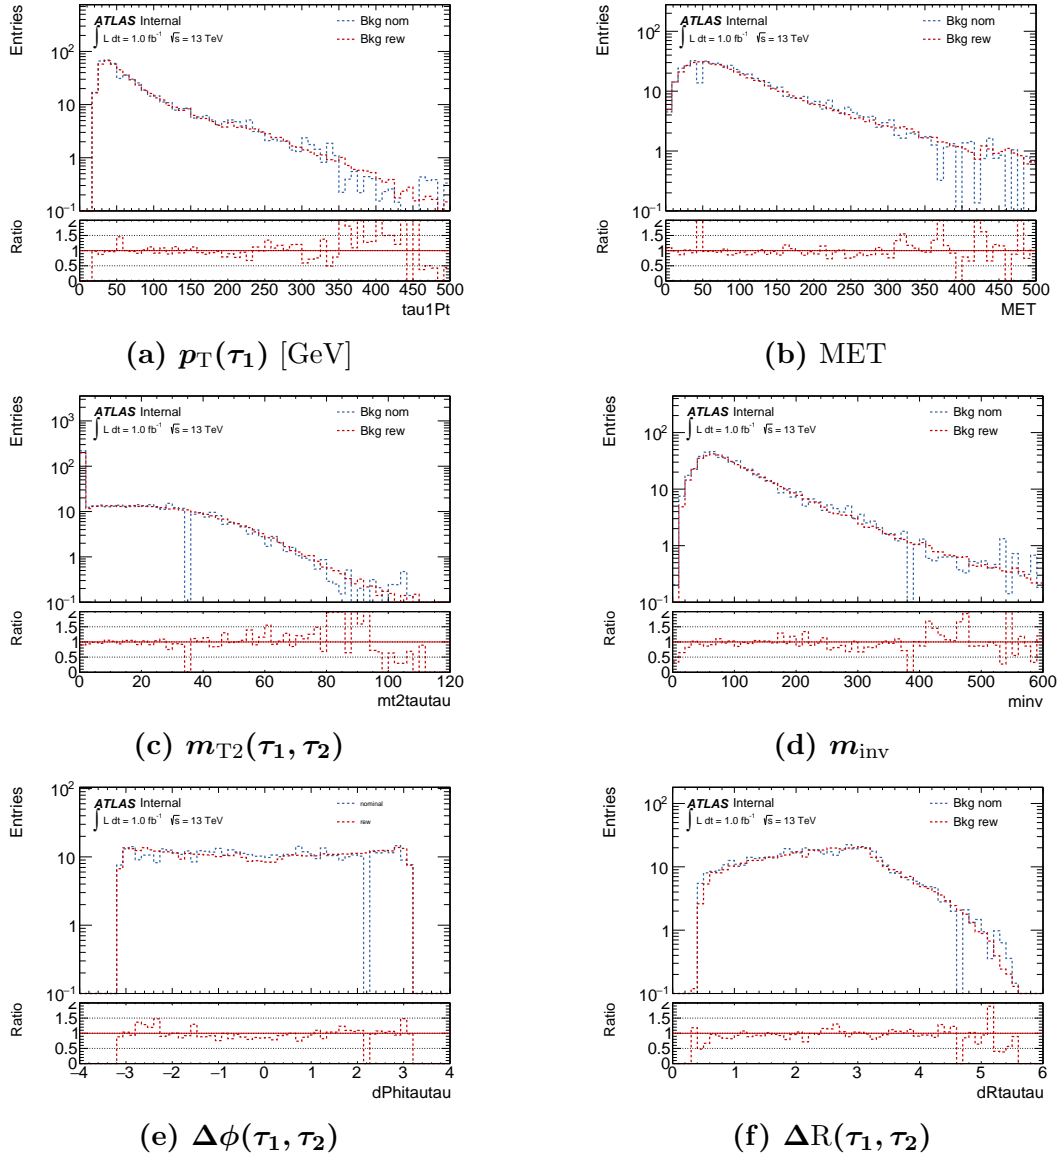 Entries
ATLAS Internal
∫ L dt = 1.0 fb⁻¹ √s = 13 TeV
Bkg nom
Bkg rew
10²
10
1
10⁻¹
Ratio
2
1.5
1
0.5
0
0 50 100 150 200 250 300 350 400 450 500
tau1Pt
(a) p_T(τ₁) [GeV]
Entries
ATLAS Internal
∫ L dt = 1.0 fb⁻¹ √s = 13 TeV
Bkg nom
Bkg rew
10²
10
1
10⁻¹
Ratio
2
1.5
1
0.5
0
0 50 100 150 200 250 300 350 400 450 500
MET
(b) MET
Entries
ATLAS Internal
∫ L dt = 1.0 fb⁻¹ √s = 13 TeV
Bkg nom
Bkg rew
10³
10²
10
1
10⁻¹
Ratio
2
1.5
1
0.5
0
0 20 40 60 80 100 120
mt2tautau
(c) m_T2(τ₁, τ₂)
Entries
ATLAS Internal
∫ L dt = 1.0 fb⁻¹ √s = 13 TeV
Bkg nom
Bkg rew
10²
10
1
10⁻¹
Ratio
2
1.5
1
0.5
0
0 100 200 300 400 500 600
minv
(d) m_inv
Entries
ATLAS Internal
∫ L dt = 1.0 fb⁻¹ √s = 13 TeV
nominal
rew
10²
10
1
10⁻¹
Ratio
2
1.5
1
0.5
0
−4 −3 −2 −1 0 1 2 3 4
dPhitautau
(e) Δϕ(τ₁, τ₂)
Entries
ATLAS Internal
∫ L dt = 1.0 fb⁻¹ √s = 13 TeV
Bkg nom
Bkg rew
10²
10
1
10⁻¹
Ratio
2
1.5
1
0.5
0
0 1 2 3 4 5 6
dRtautau
(f) ΔR(τ₁, τ₂)